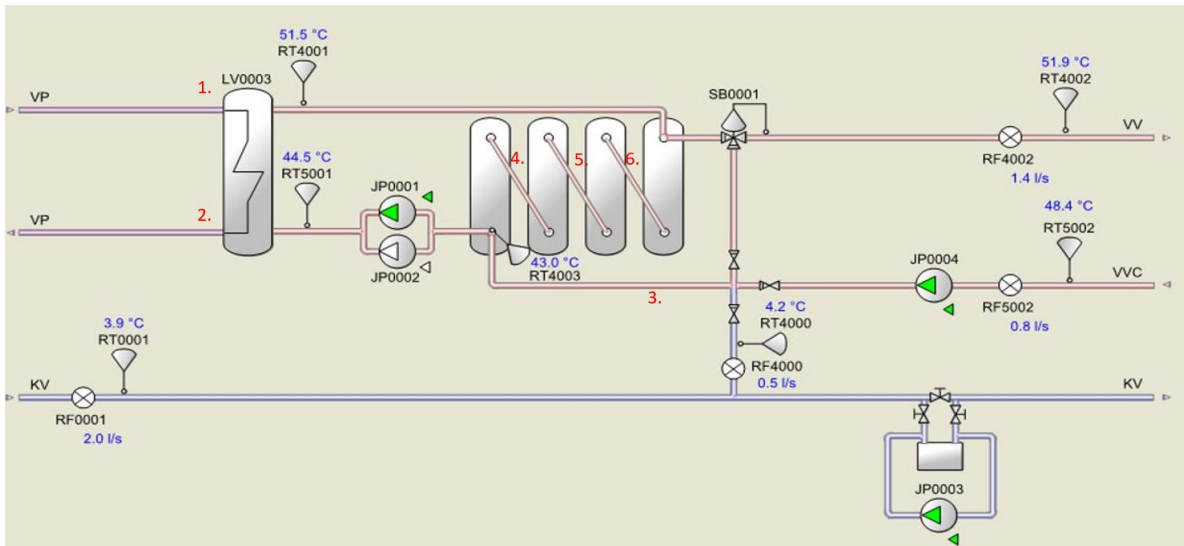 51.5 °C
RT4001
51.9 °C
RT4002
LV0003
1.
VP
SB0001
VV
4.
5.
6.
RF4002
1.4 l/s
44.5 °C
RT5001
JP0001
2.
VP
48.4 °C
RT5002
JP0002
43.0 °C
RT4003
JP0004
VVC
3.
RF5002
0.8 l/s
4.2 °C
RT4000
3.9 °C
RT0001
RF4000
0.5 l/s
KV
KV
RF0001
2.0 l/s
JP0003